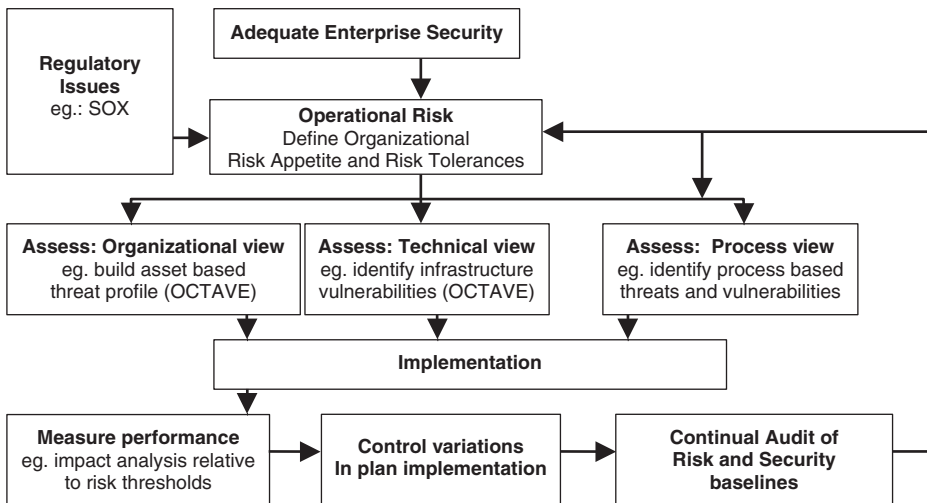 Adequate Enterprise Security
Regulatory
Issues
eg.: SOX
Operational Risk
Define Organizational
Risk Appetite and Risk Tolerances
Assess: Organizational view
eg. build asset based
threat profile (OCTAVE)
Assess: Technical view
eg. identify infrastructure
vulnerabilities (OCTAVE)
Assess: Process view
eg. identify process based
threats and vulnerabilities
Implementation
Measure performance
eg. impact analysis relative
to risk thresholds
Control variations
In plan implementation
Continual Audit of
Risk and Security
baselines